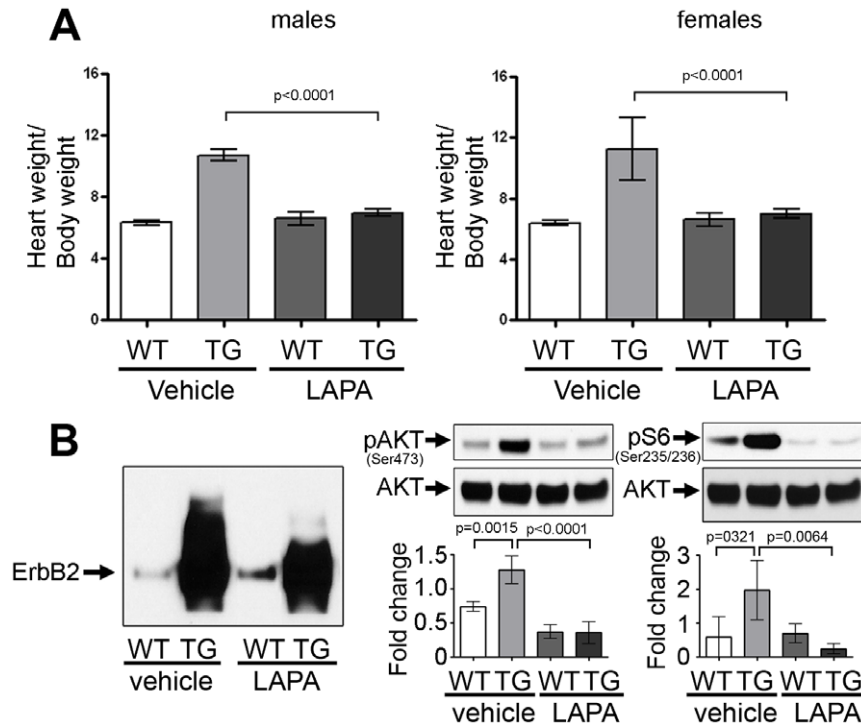 A
males
females
Heart weight/
Body weight
16
12
8
4
0
p<0.0001
WT TG WT TG
Vehicle LAPA
Heart weight/
Body weight
16
12
8
4
0
p<0.0001
WT TG WT TG
Vehicle LAPA
B
ErbB2
WT TG WT TG
vehicle LAPA
pAKT
(Ser473)
AKT
p=0.0015 p<0.0001
Fold change
1.5
1.0
0.5
0
WT TG WT TG
vehicle LAPA
pS6
(Ser235/236)
AKT
p=0321 p=0.0064
Fold change
3
2
1
0
WT TG WT TG
vehicle LAPA